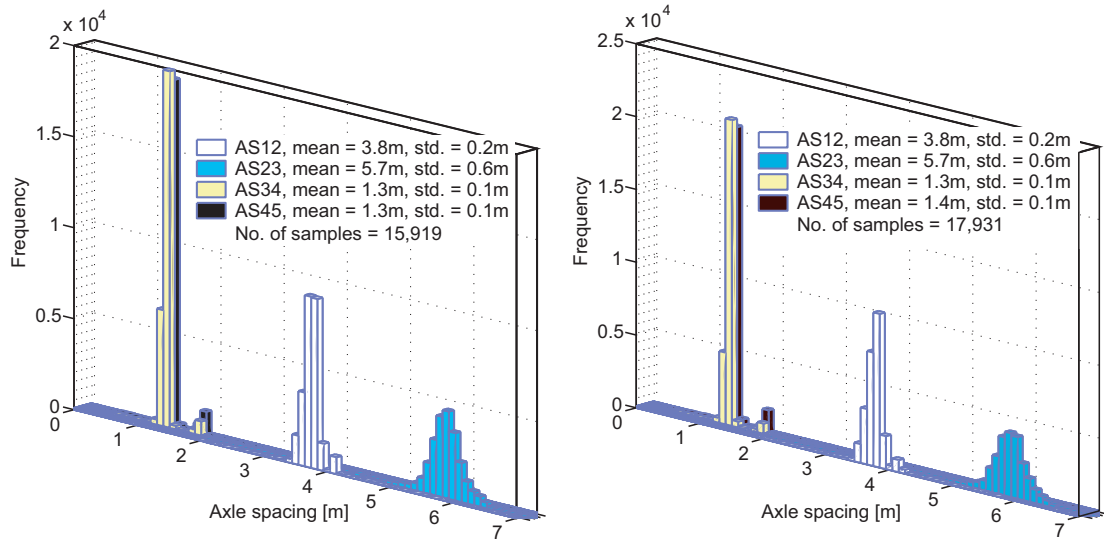 x 10⁴
2
1.5
1
0.5
0
Frequency
AS12, mean = 3.8m, std. = 0.2m
AS23, mean = 5.7m, std. = 0.6m
AS34, mean = 1.3m, std. = 0.1m
AS45, mean = 1.3m, std. = 0.1m
No. of samples = 15,919
0
1
2
3
4
5
6
7
Axle spacing [m]
x 10⁴
2.5
2
1.5
1
0.5
0
Frequency
AS12, mean = 3.8m, std. = 0.2m
AS23, mean = 5.7m, std. = 0.6m
AS34, mean = 1.3m, std. = 0.1m
AS45, mean = 1.4m, std. = 0.1m
No. of samples = 17,931
0
1
2
3
4
5
6
7
Axle spacing [m]